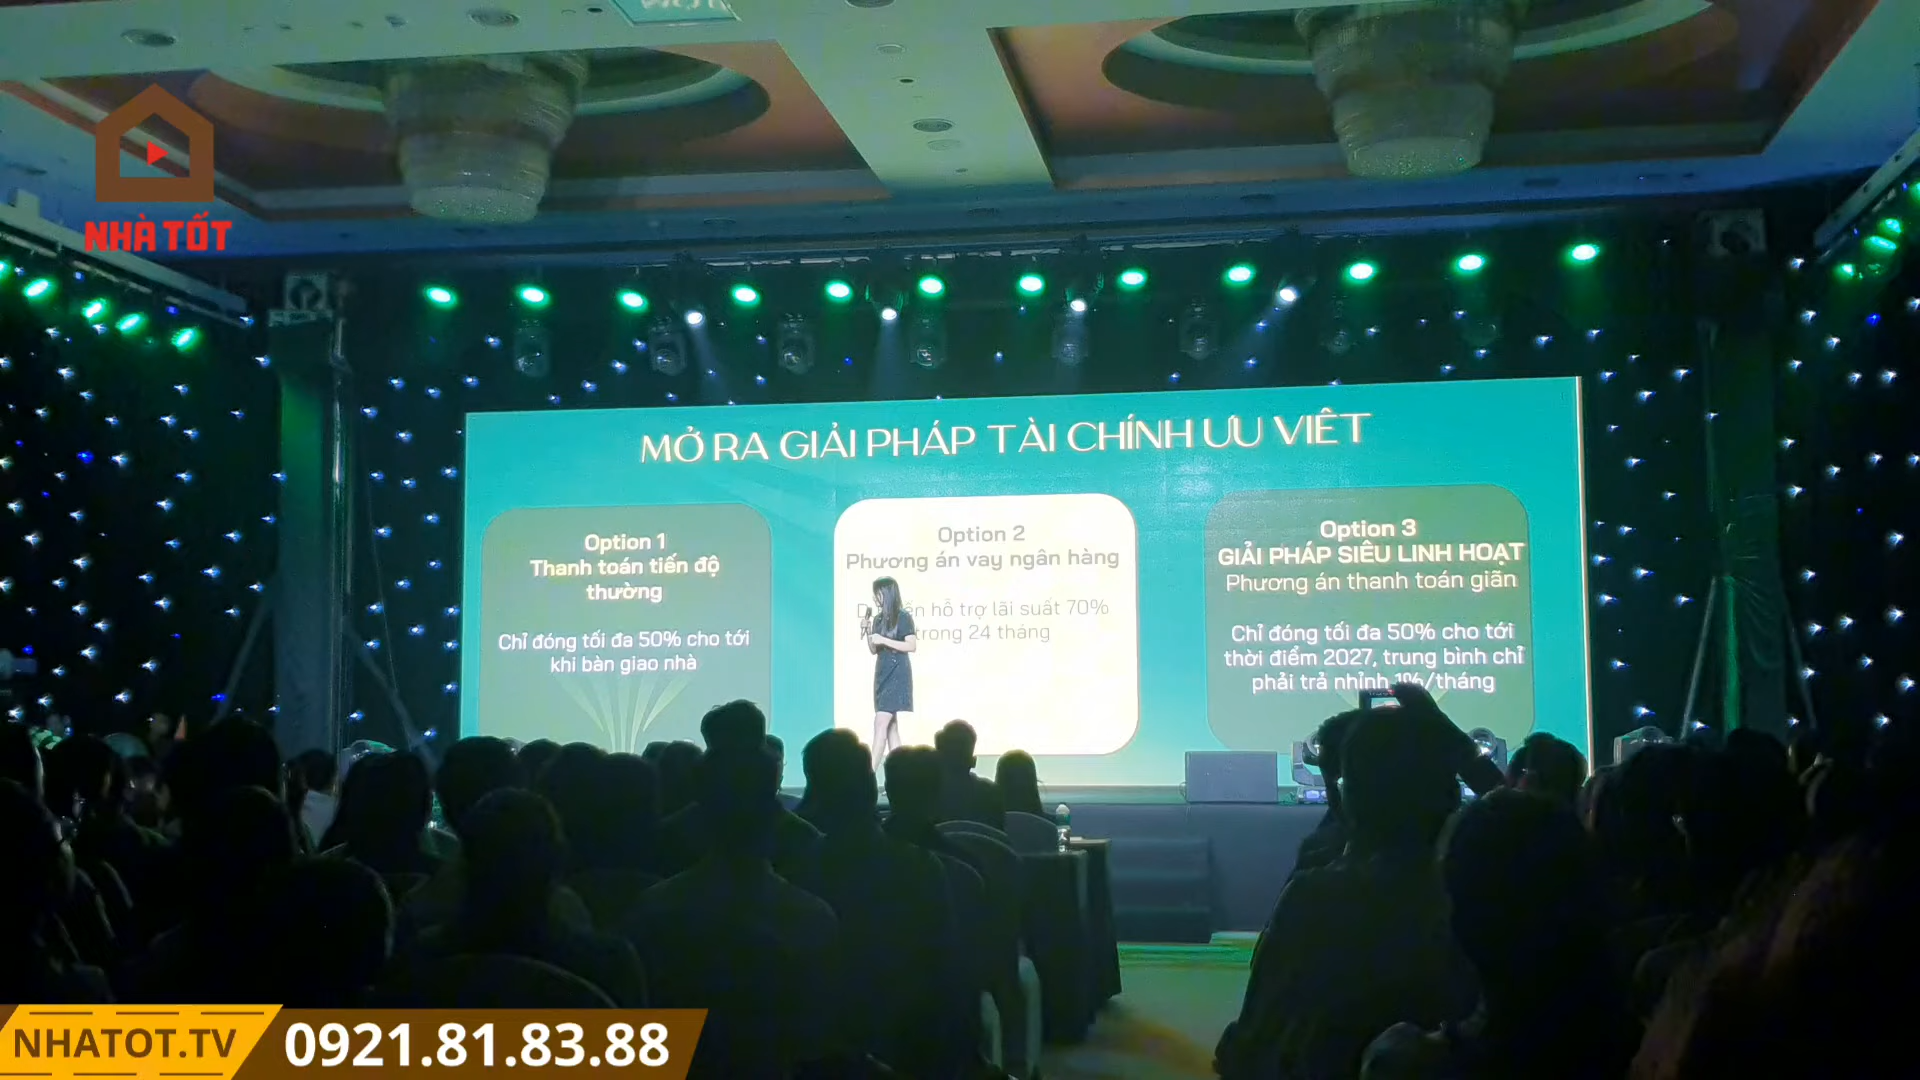 NHÀ TỐT
MỞ RA GIẢI PHÁP TÀI CHÍNH ƯU VIỆT
Option 1
Thanh toán tiến độ
thường
Chỉ đóng tối đa 50% cho tới
khi bàn giao nhà
Option 2
Phương án vay ngân hàng
hỗ trợ lãi suất 70%
trong 24 tháng
Option 3
GIẢI PHÁP SIÊU LINH HOẠT
Phương án thanh toán giãn
Chỉ đóng tối đa 50% cho tới
thời điểm 2027, trung bình chỉ
phải trả nhỉnh 1%/tháng
NHATOT.TV
0921.81.83.88